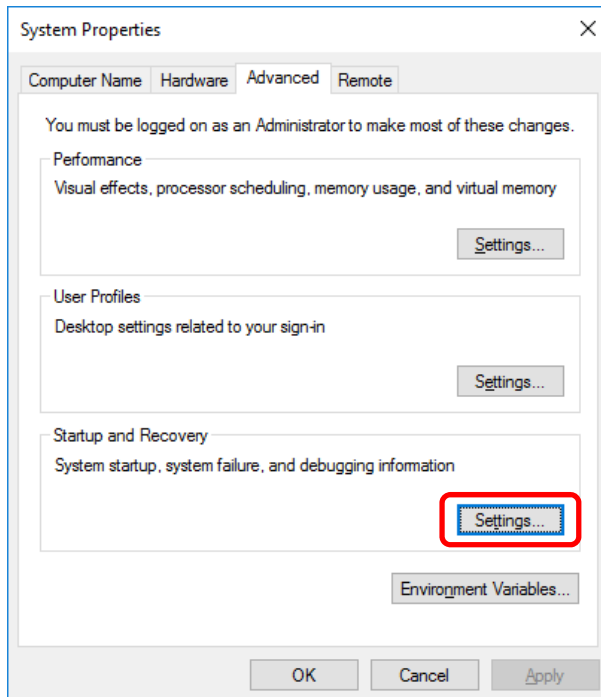 System Properties
Computer Name Hardware Advanced Remote
You must be logged on as an Administrator to make most of these changes.
Performance
Visual effects, processor scheduling, memory usage, and virtual memory
Settings...
User Profiles
Desktop settings related to your sign-in
Settings...
Startup and Recovery
System startup, system failure, and debugging information
Settings...
Environment Variables...
OK Cancel Apply